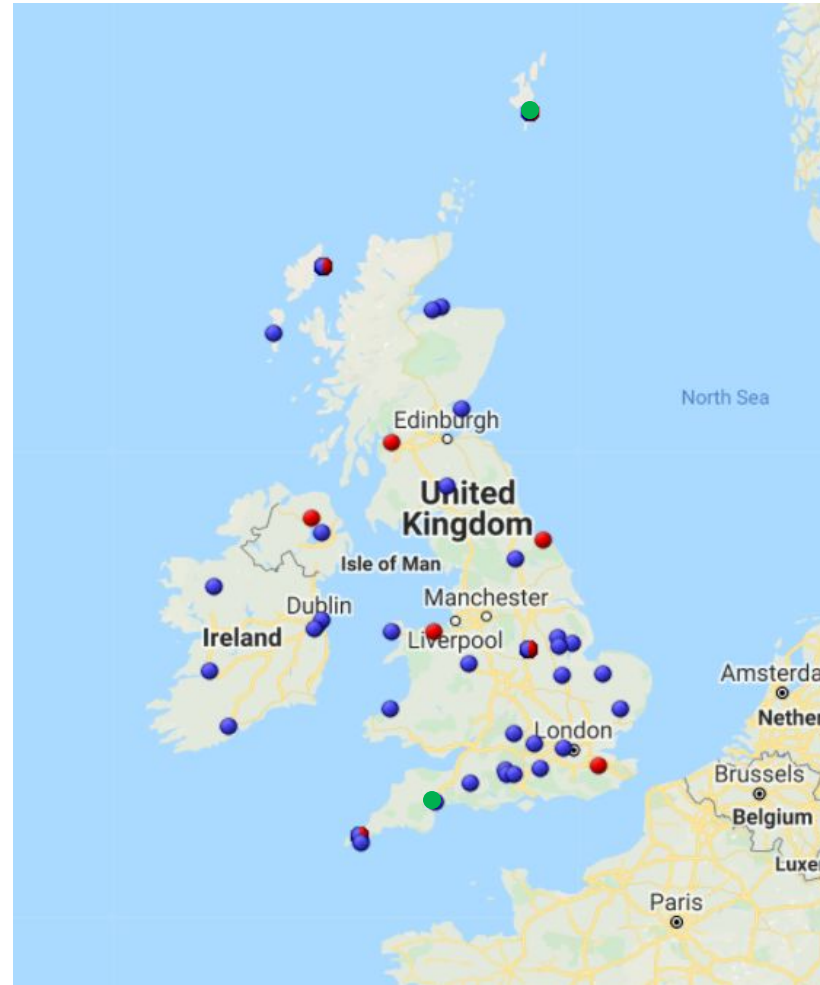 North Sea
Edinburgh
United
Kingdom
Isle of Man
Dublin
Manchester
Ireland
Liverpool
Amsterda
Nether
London
Brussels
Belgium
Luxe
Paris